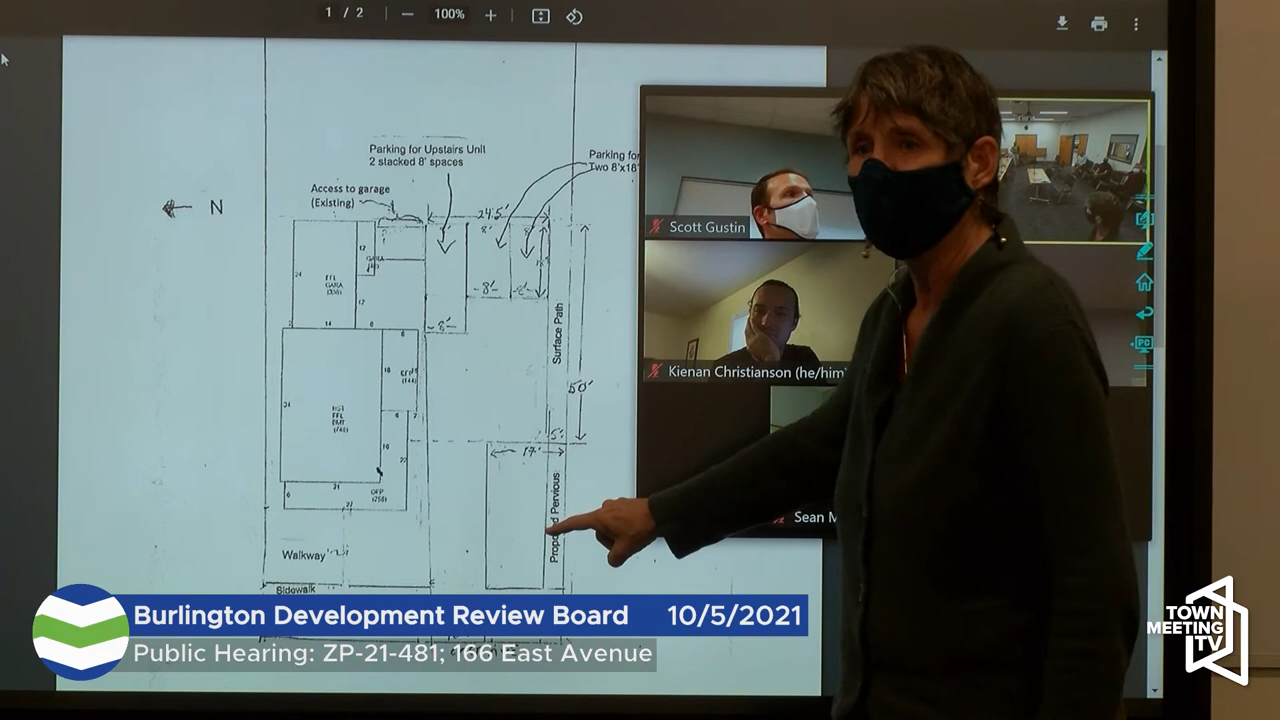 1 / 2
100%
Parking for Upstairs Unit
2 stacked 8' spaces
Parking for
Two 8'x18'
Access to garage
(Existing)
N
24.5'
8'
8'
8'
Surface Path
50'
5'
17'
Proposed Pervious
Walkway
Sidewalk
Scott Gustin
Kienan Christianson (he/him)
Sean M
PC
Burlington Development Review Board 10/5/2021
Public Hearing: ZP-21-481; 166 East Avenue
TOWN
MEETING
TV